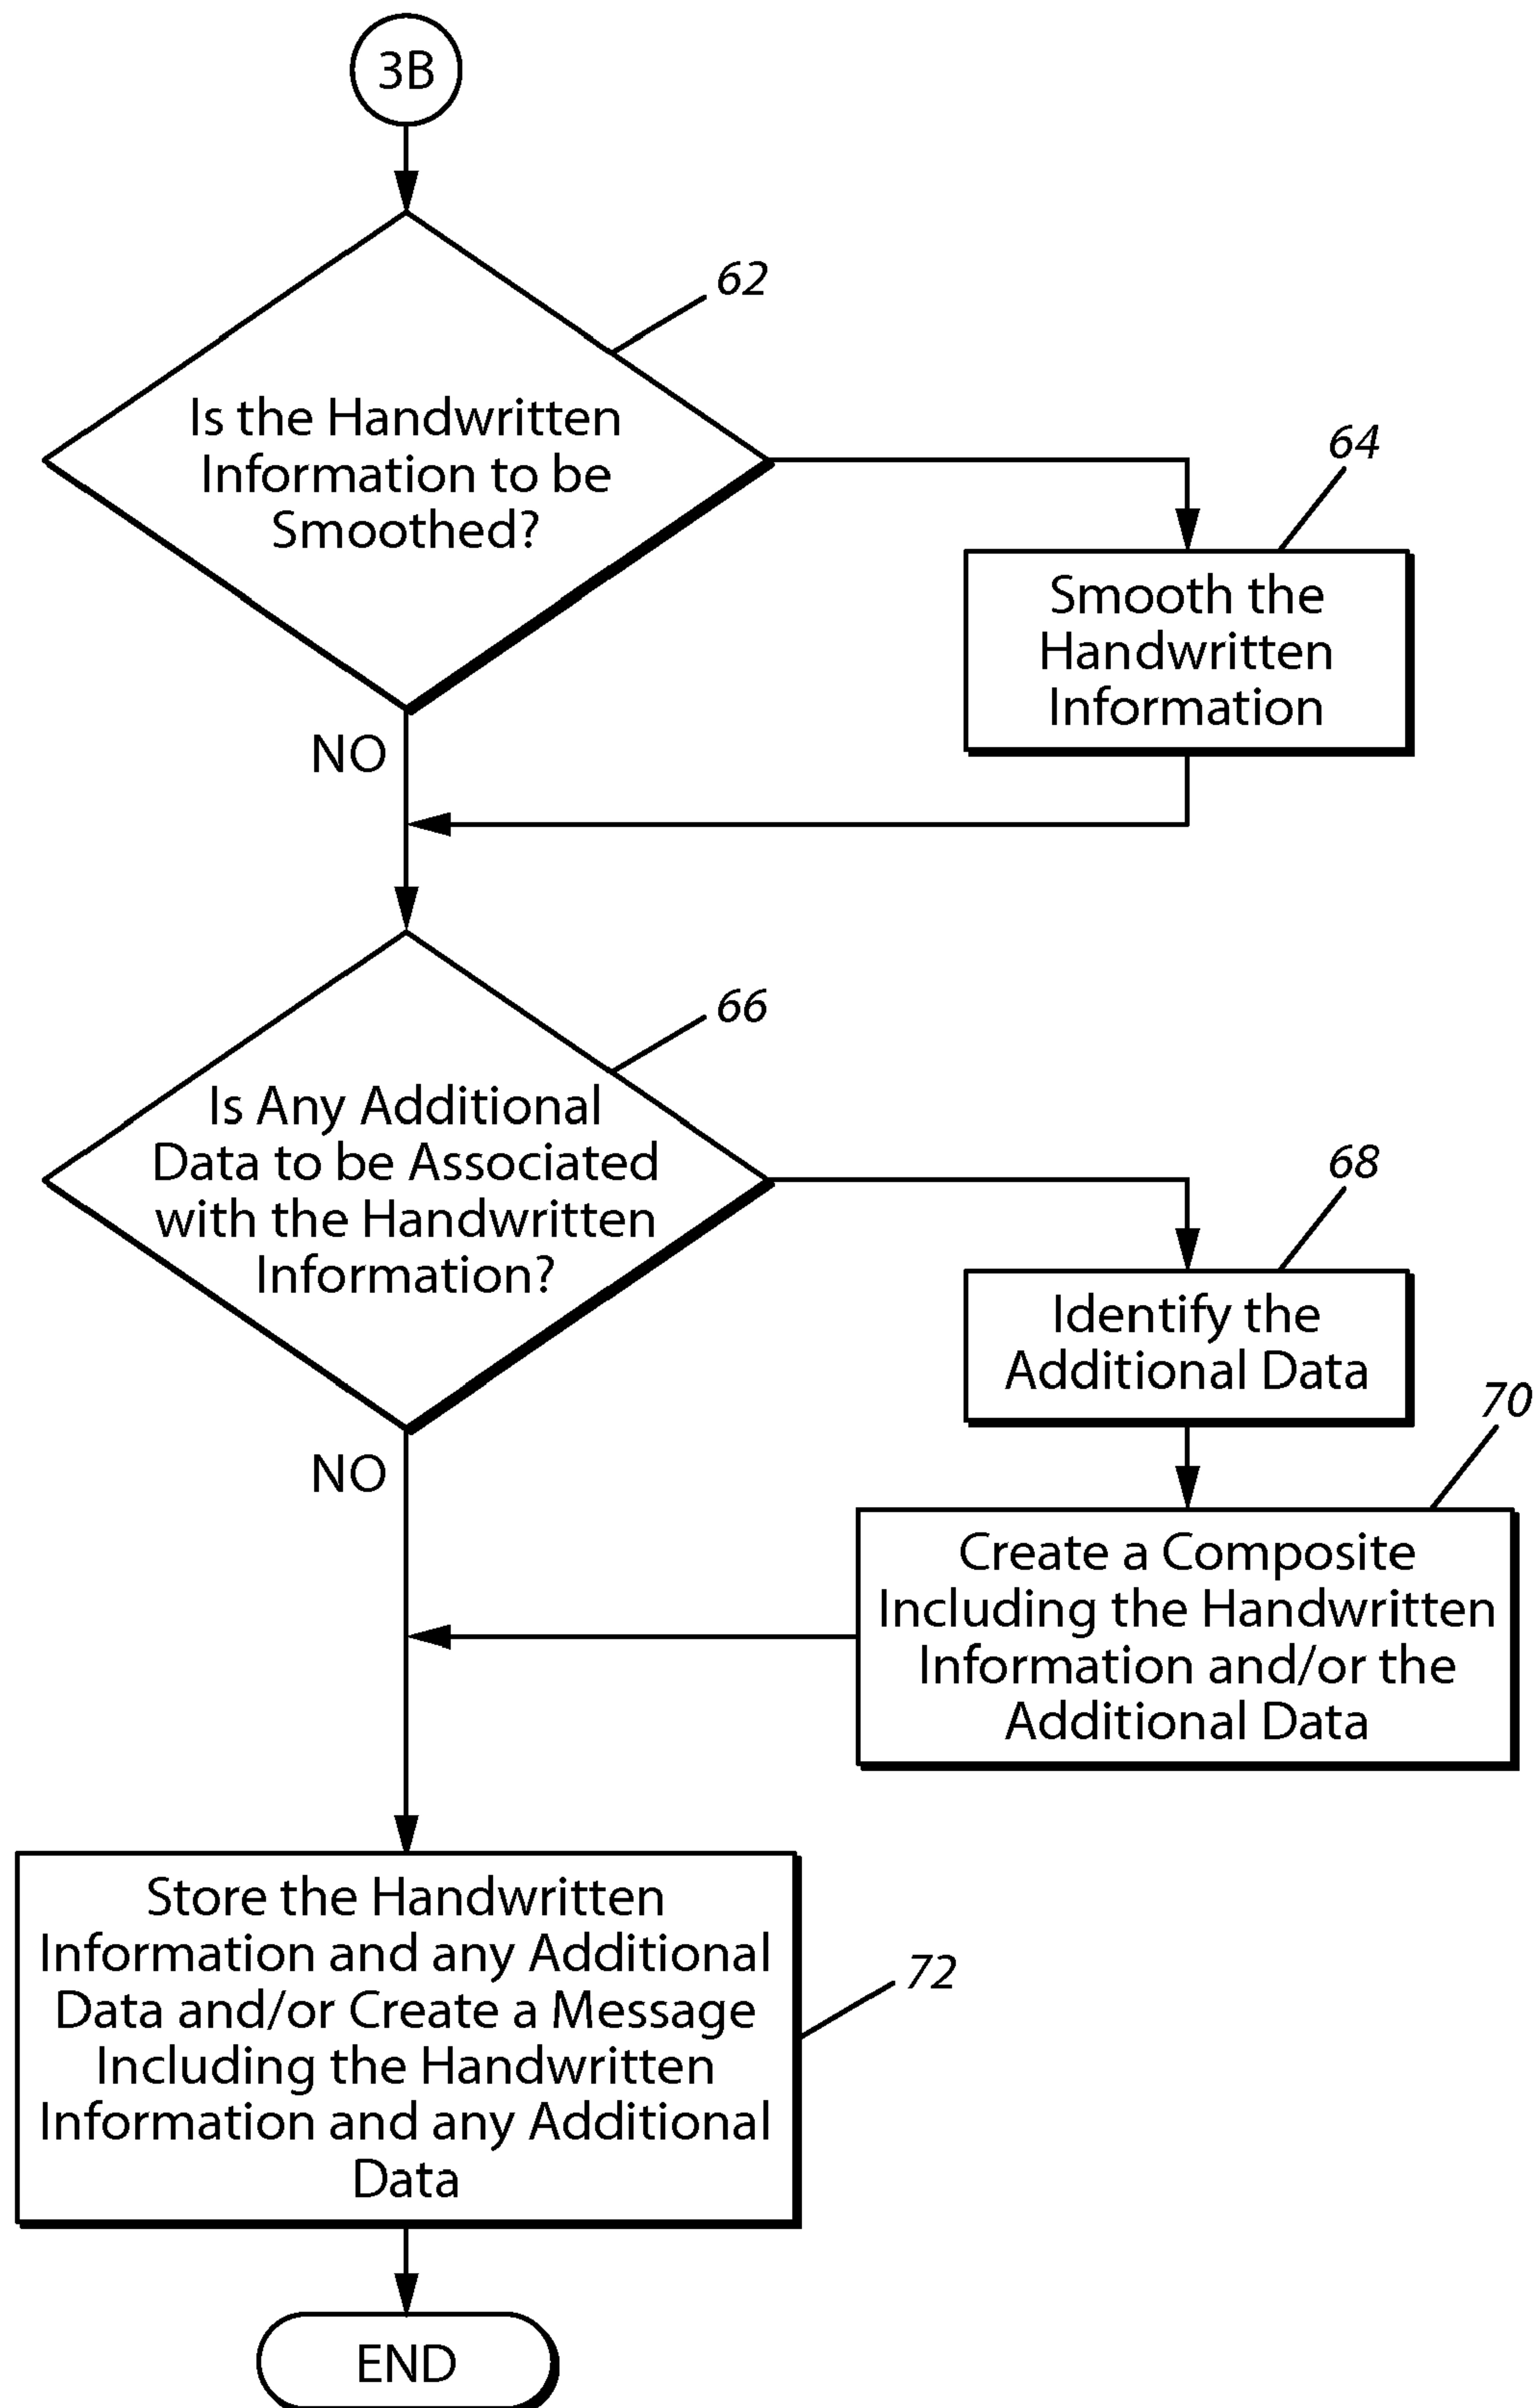 3B
62
Is the Handwritten
Information to be
Smoothed?
64
Smooth the
Handwritten
Information
NO
66
Is Any Additional
Data to be Associated
with the Handwritten
Information?
68
Identify the
Additional Data
70
NO
Create a Composite
Including the Handwritten
Information and/or the
Additional Data
Store the Handwritten
Information and any Additional
Data and/or Create a Message
Including the Handwritten
Information and any Additional
Data
72
END